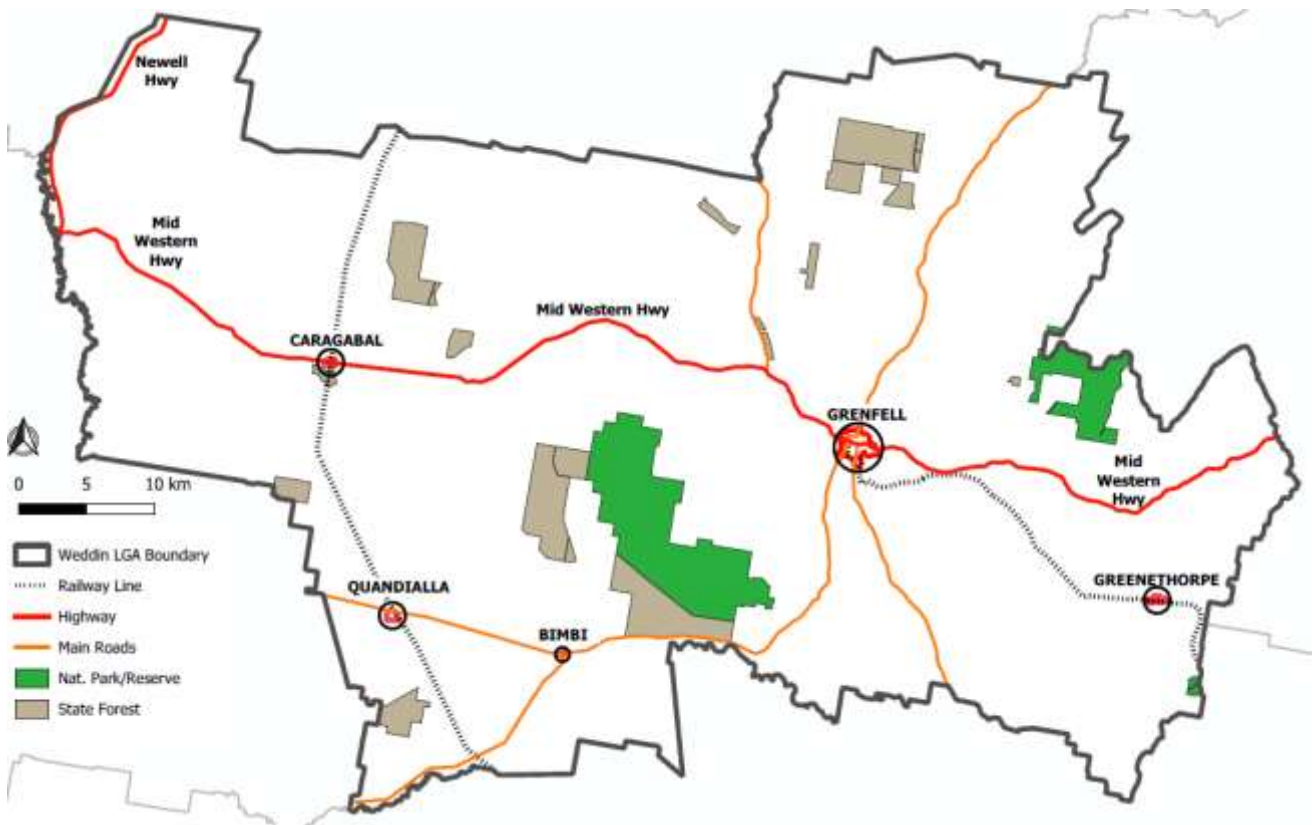 Newell
Hwy
Mid
Western
Hwy
Mid Western Hwy
CARAGABAL
GRENFELL
Mid
Western
Hwy
0 5 10 km
QUANDIALLA
BIMBI
GREENETHORPE
Weddin LGA Boundary
Railway Line
Highway
Main Roads
Nat. Park/Reserve
State Forest